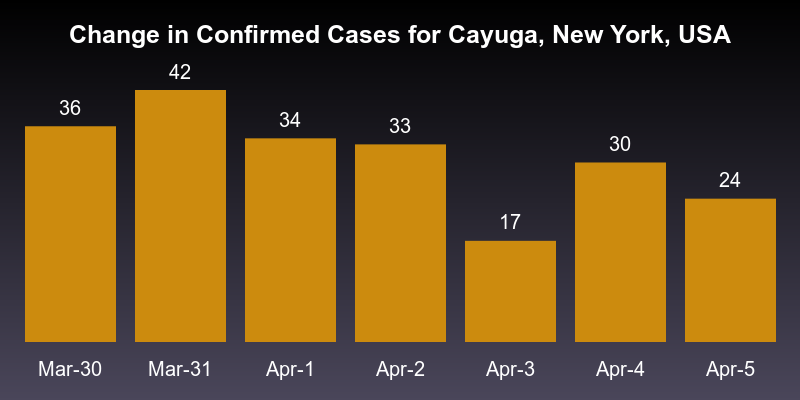 Change in Confirmed Cases for Cayuga, New York, USA
36
42
34
33
17
30
24
Mar-30
Mar-31
Apr-1
Apr-2
Apr-3
Apr-4
Apr-5